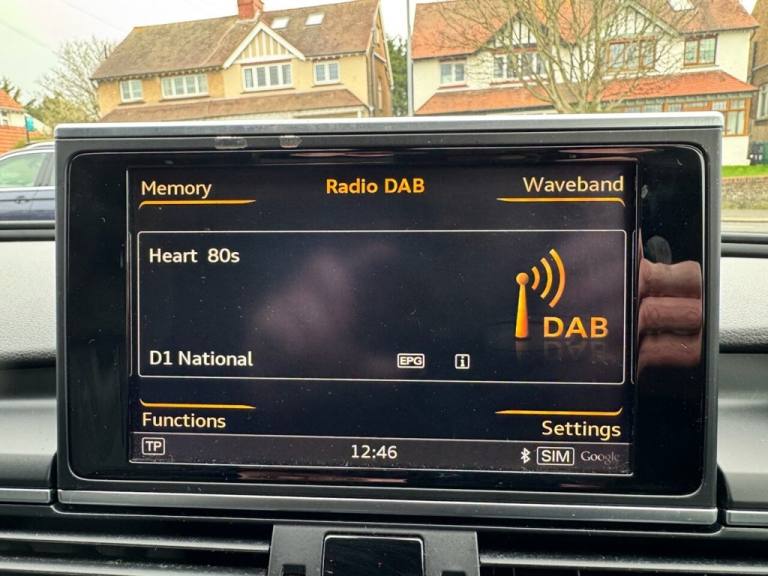 Memory Radio DAB Waveband
Heart 80s
DAB
D1 National EPG i
Functions Settings
TP 12:46 SIM Google